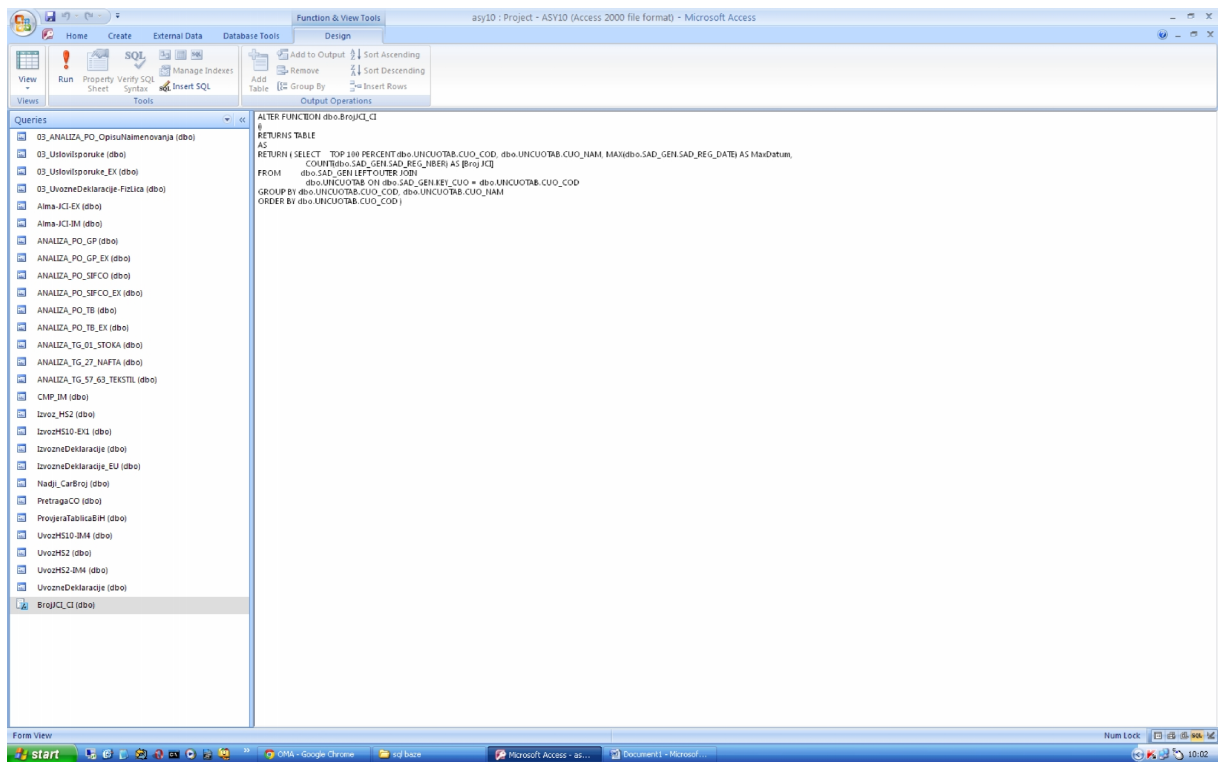 Function & View Tools
asy10 : Project - ASY10 (Access 2000 file format) - Microsoft Access
Home Create External Data Database Tools Design
View
Run
Property Sheet
Verify SQL Syntax
SQL
Manage Indexes
Insert SQL
Add Table
Add to Output
Remove
Group By
Sort Ascending
Sort Descending
Insert Rows
Views
Tools
Output Operations
Queries
03_ANALIZA_PO_OpisuNaimenovanja (dbo)
03_UsloviIsporuke (dbo)
03_UsloviIsporuke_EX (dbo)
03_UvozneDeklaracije-FizLica (dbo)
Alma-JCI-EX (dbo)
Alma-JCI-IM (dbo)
ANALIZA_PO_GP (dbo)
ANALIZA_PO_GP_EX (dbo)
ANALIZA_PO_SIFCO (dbo)
ANALIZA_PO_SIFCO_EX (dbo)
ANALIZA_PO_TB (dbo)
ANALIZA_PO_TB_EX (dbo)
ANALIZA_TG_01_STOKA (dbo)
ANALIZA_TG_27_NAFTA (dbo)
ANALIZA_TG_57_63_TEKSTIL (dbo)
CMP_IM (dbo)
Izvoz_HS2 (dbo)
IzvozHS10-EX1 (dbo)
IzvozneDeklaracije (dbo)
IzvozneDeklaracije_EU (dbo)
Nadji_CarBroj (dbo)
PretragaCO (dbo)
ProvjeraTablicaBiH (dbo)
UvozHS10-IM4 (dbo)
UvozHS2 (dbo)
UvozHS2-IM4 (dbo)
UvozneDeklaracije (dbo)
BrojJCI_CI (dbo)
ALTER FUNCTION dbo.BrojJCI_CI
()
RETURNS TABLE
AS
RETURN ( SELECT TOP 100 PERCENT dbo.UNCUOTAB.CUO_COD, dbo.UNCUOTAB.CUO_NAM, MAX(dbo.SAD_GEN.SAD_REG_DATE) AS MaxDatum,
COUNT(dbo.SAD_GEN.SAD_REG_NBER) AS [Broj JCI]
FROM dbo.SAD_GEN LEFT OUTER JOIN
dbo.UNCUOTAB ON dbo.SAD_GEN.KEY_CUO = dbo.UNCUOTAB.CUO_COD
GROUP BY dbo.UNCUOTAB.CUO_COD, dbo.UNCUOTAB.CUO_NAM
ORDER BY dbo.UNCUOTAB.CUO_COD )
Form View
Num Lock
SQL
start
OMA - Google Chrome
sql baze
Microsoft Access - as...
Document1 - Microsof...
10:02